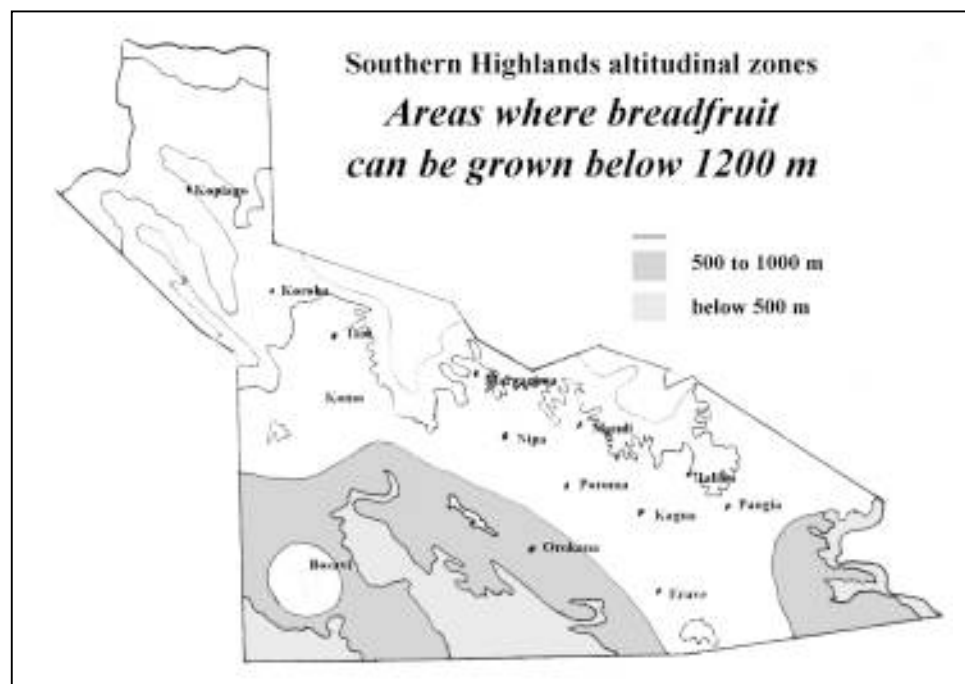 Southern Highlands altitudinal zones
Areas where breadfruit
can be grown below 1200 m
Kopiago
500 to 1000 m
Koroba
below 500 m
Tari
Margarima
Komo
Mendi
Nipa
Ialibu
Poroma
Pangia
Kagua
Bosavi
Erave